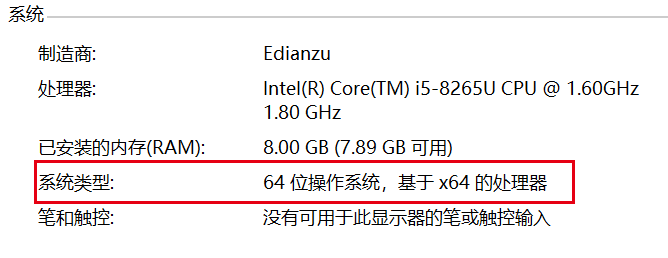 系统
制造商: Edianzu
处理器: Intel(R) Core(TM) i5-8265U CPU @ 1.60GHz
1.80 GHz
已安装的内存(RAM): 8.00 GB (7.89 GB 可用)
系统类型: 64 位操作系统，基于 x64 的处理器
笔和触控: 没有可用于此显示器的笔或触控输入